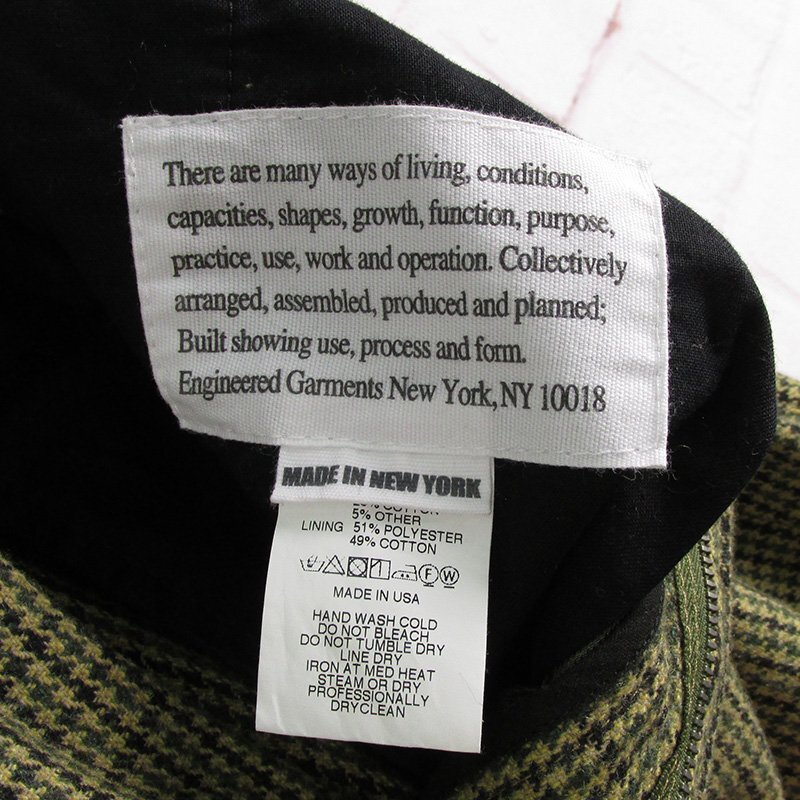 There are many ways of living, conditions,
capacities, shapes, growth, function, purpose,
practice, use, work and operation. Collectively
arranged, assembled, produced and planned;
Built showing use, process and form.
Engineered Garments New York, NY 10018
MADE IN NEW YORK
COTTON
5% OTHER
LINING 51% POLYESTER
49% COTTON
F W
MADE IN USA
HAND WASH COLD
DO NOT BLEACH
DO NOT TUMBLE DRY
LINE DRY
IRON AT MED HEAT
STEAM OR DRY
PROFESSIONALLY
DRYCLEAN